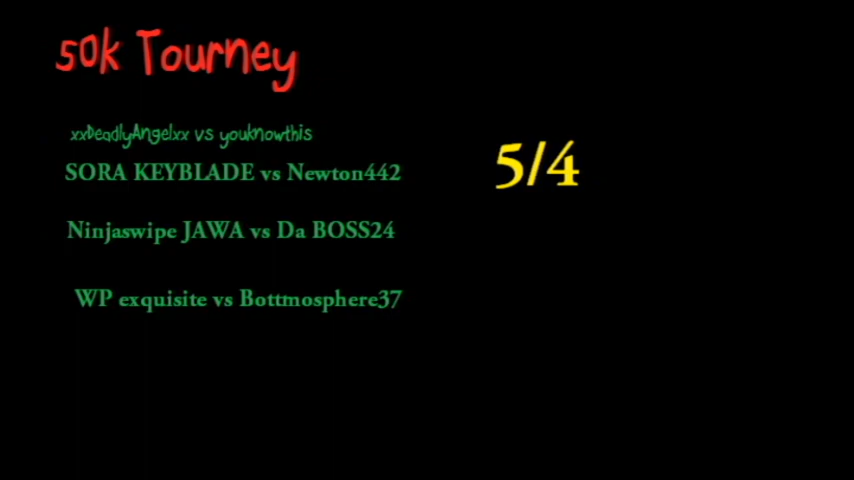 50k Tourney
xxDeadlyAngelxx vs youknowthis
SORA KEYBLADE vs Newton442
5/4
Ninjaswipe JAWA vs Da BOSS24
WP exquisite vs Bottmosphere37